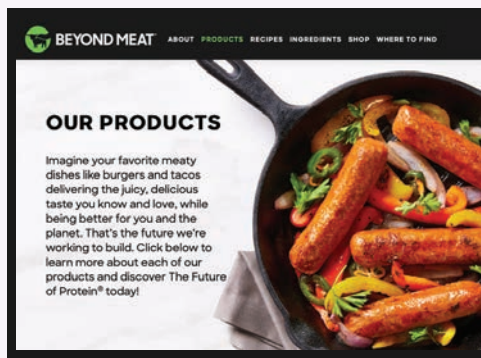 BEYOND MEAT
ABOUT PRODUCTS RECIPES INGREDIENTS SHOP WHERE TO FIND
OUR PRODUCTS
Imagine your favorite meaty
dishes like burgers and tacos
delivering the juicy, delicious
taste you know and love, while
being better for you and the
planet. That's the future we're
working to build. Click below to
learn more about each of our
products and discover The Future
of Protein® today!